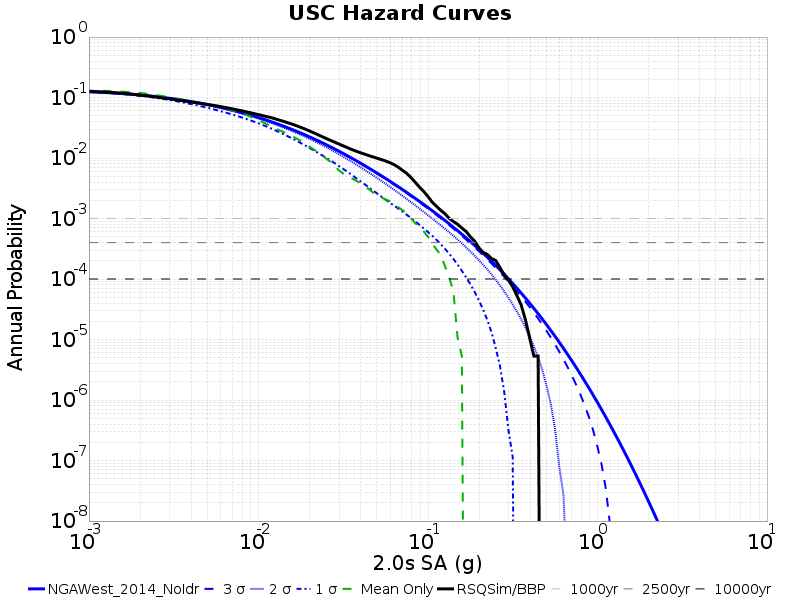 USC Hazard Curves
Annual Probability
10^0
10^-1
10^-2
10^-3
10^-4
10^-5
10^-6
10^-7
10^-8
10^-3 10^-2 10^-1 10^0 10^1
2.0s SA (g)
NGAWest_2014_NoIdr 3 σ 2 σ 1 σ Mean Only RSQSim/BBP 1000yr 2500yr 10000yr